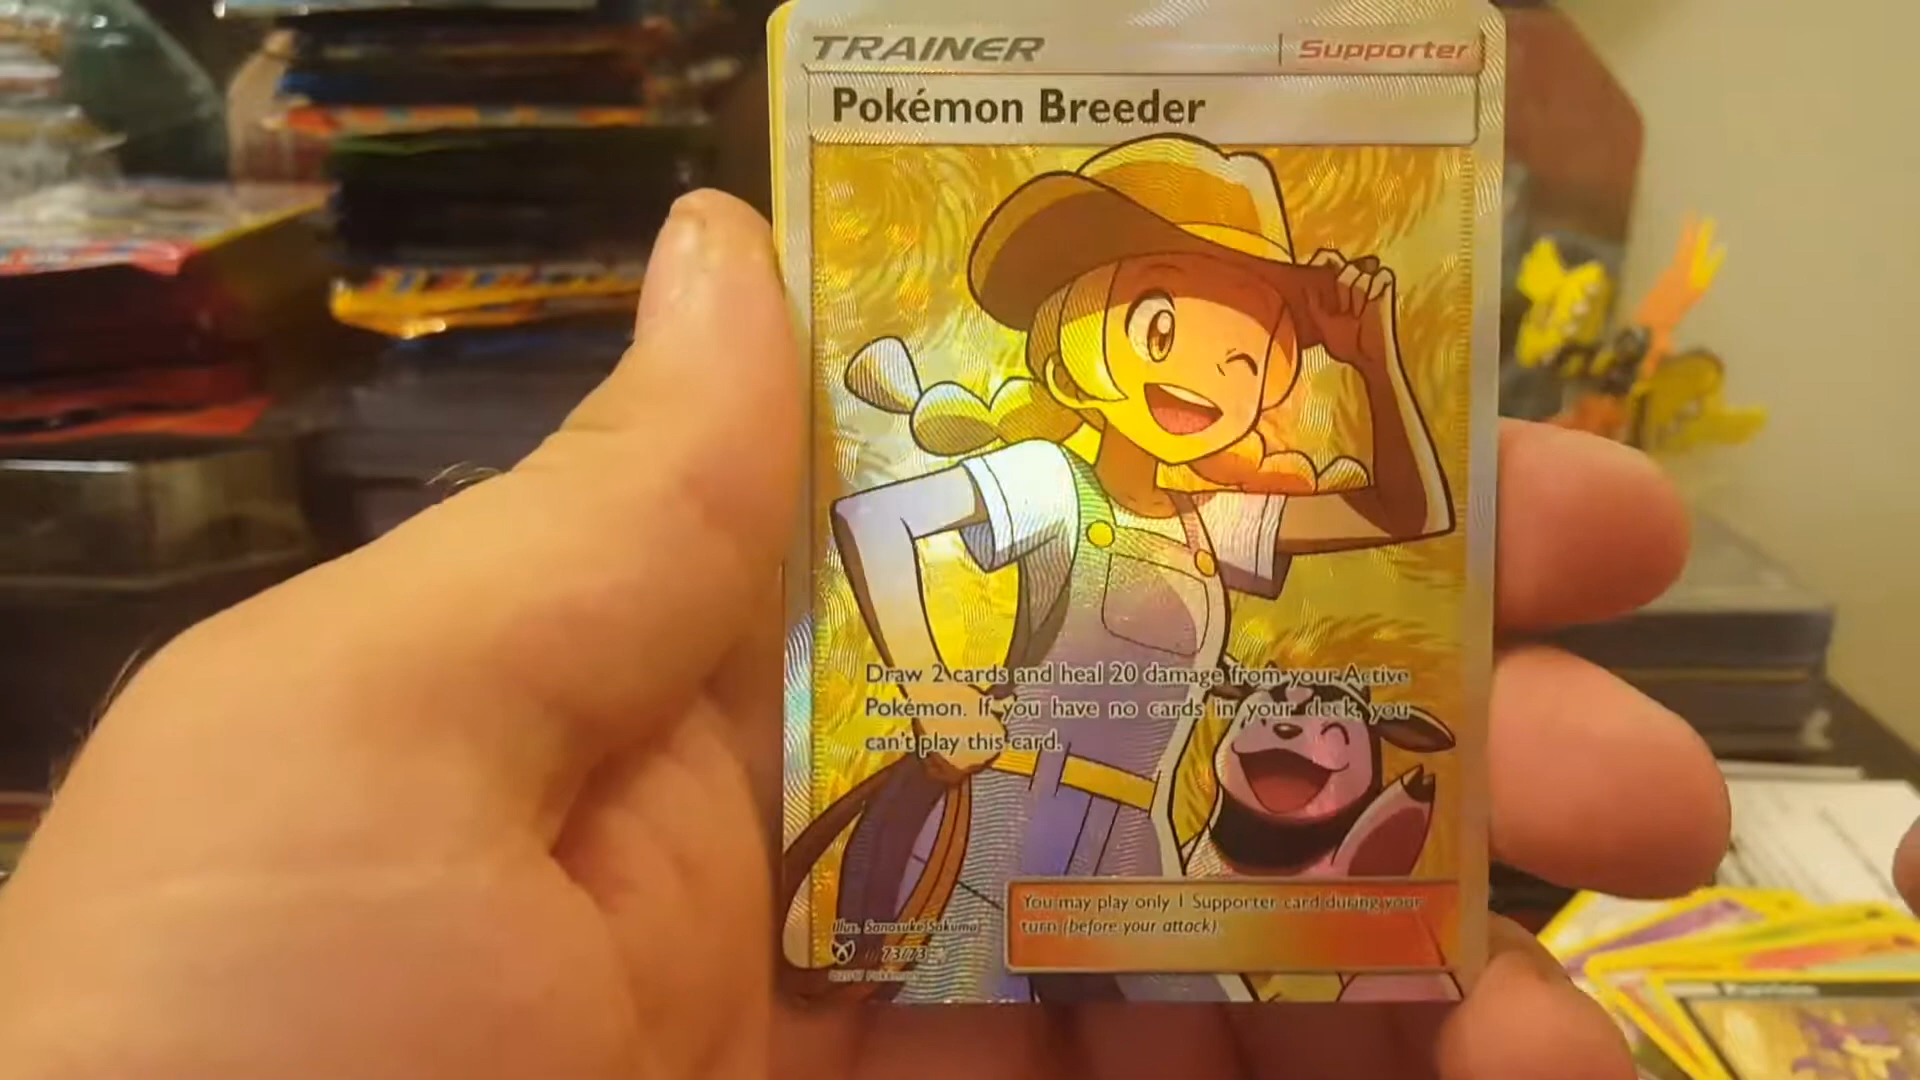 TRAINER Supporter
Pokémon Breeder
Draw 2 cards and heal 20 damage from your Active
Pokémon. If you have no cards in your deck, you
can't play this card.
You may play only 1 Supporter card during your
turn (before your attack).
Illus. Sanosuke Sakuma
73/73
©2017 Pokémon